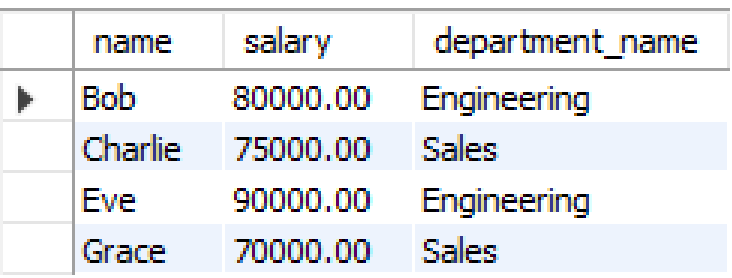 name salary department_name
Bob 80000.00 Engineering
Charlie 75000.00 Sales
Eve 90000.00 Engineering
Grace 70000.00 Sales